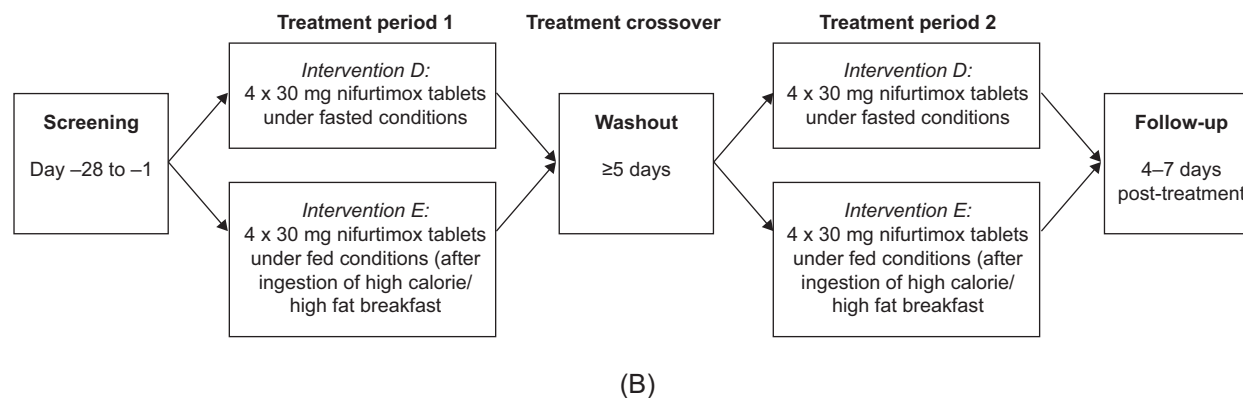 Treatment period 1
Treatment crossover
Treatment period 2
Screening
Day –28 to –1
Intervention D:
4 x 30 mg nifurtimox tablets
under fasted conditions
Intervention E:
4 x 30 mg nifurtimox tablets
under fed conditions (after
ingestion of high calorie/
high fat breakfast
Washout
≥5 days
Intervention D:
4 x 30 mg nifurtimox tablets
under fasted conditions
Intervention E:
4 x 30 mg nifurtimox tablets
under fed conditions (after
ingestion of high calorie/
high fat breakfast
Follow-up
4–7 days
post-treatment
(B)